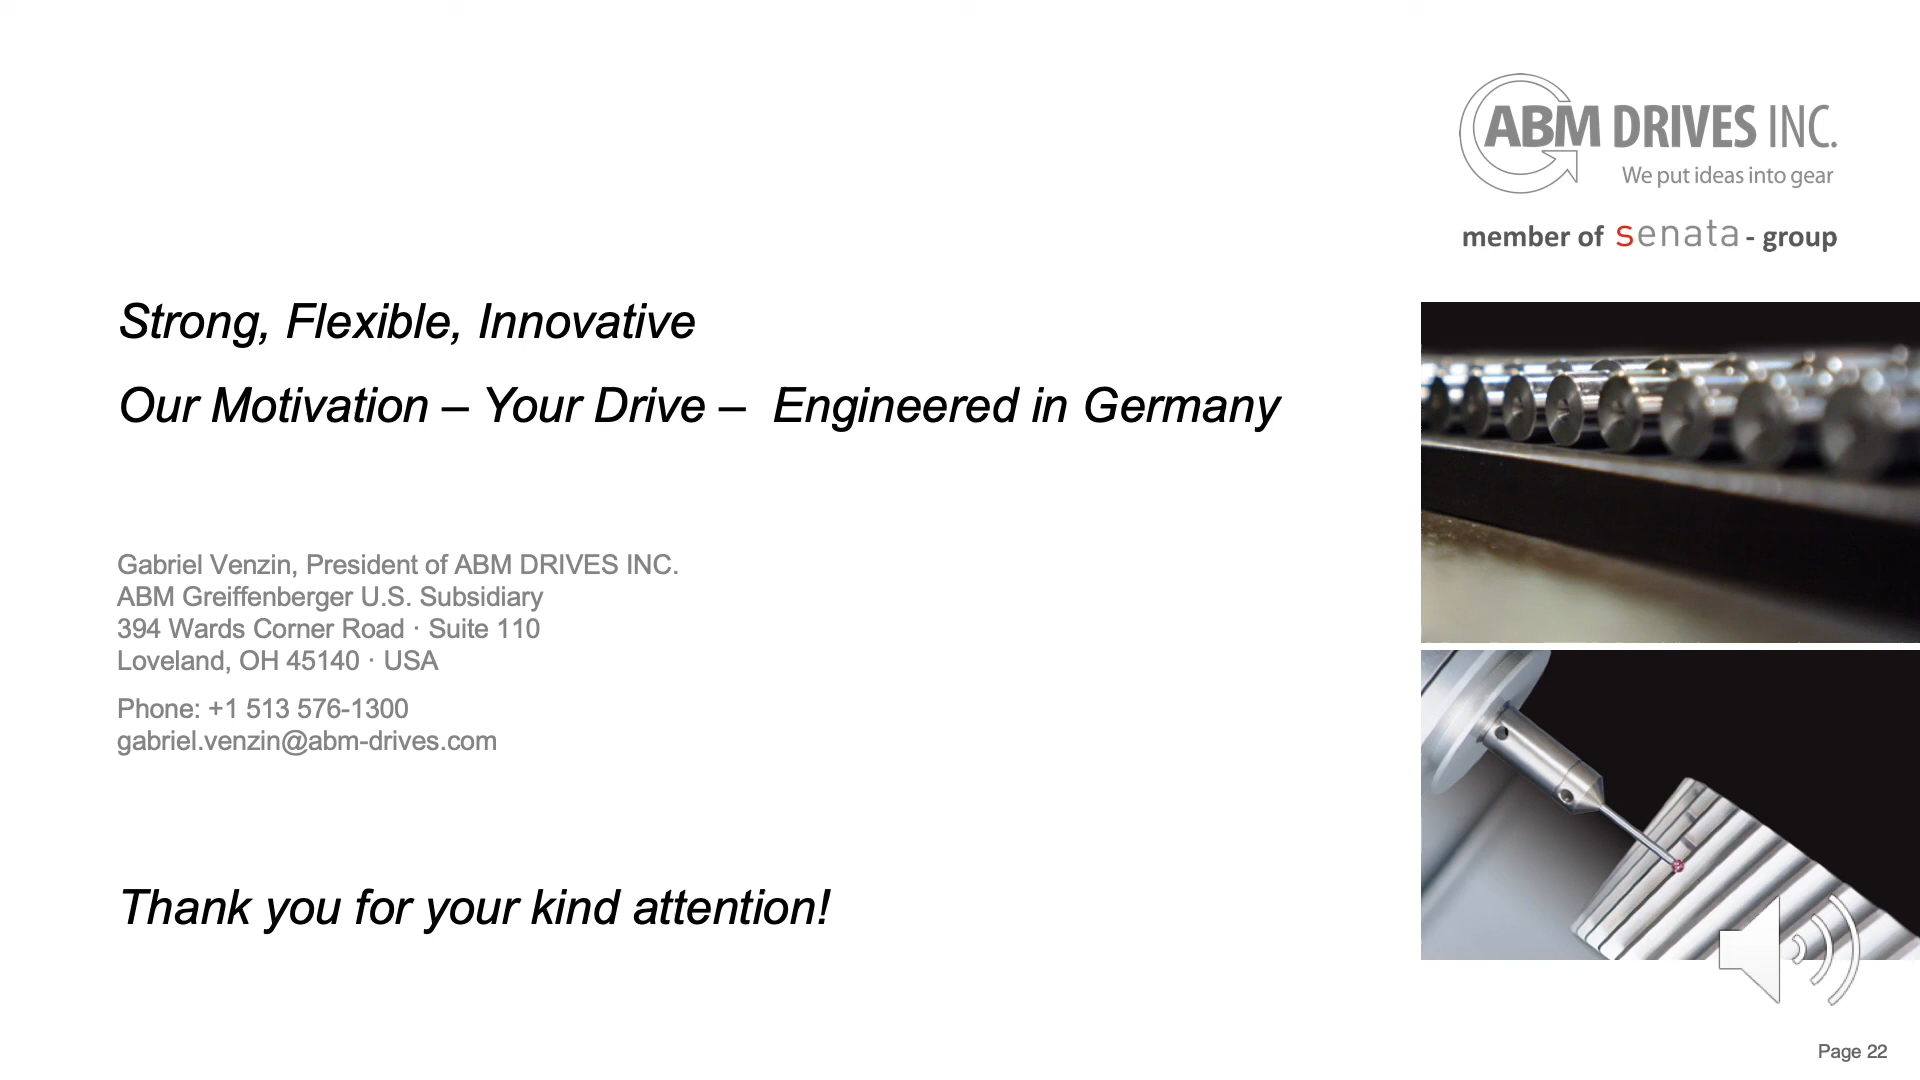 ABM DRIVES INC.
We put ideas into gear
member of senata - group
Strong, Flexible, Innovative
Our Motivation – Your Drive – Engineered in Germany
Gabriel Venzin, President of ABM DRIVES INC.
ABM Greiffenberger U.S. Subsidiary
394 Wards Corner Road · Suite 110
Loveland, OH 45140 · USA
Phone: +1 513 576-1300
gabriel.venzin@abm-drives.com
Thank you for your kind attention!
Page 22